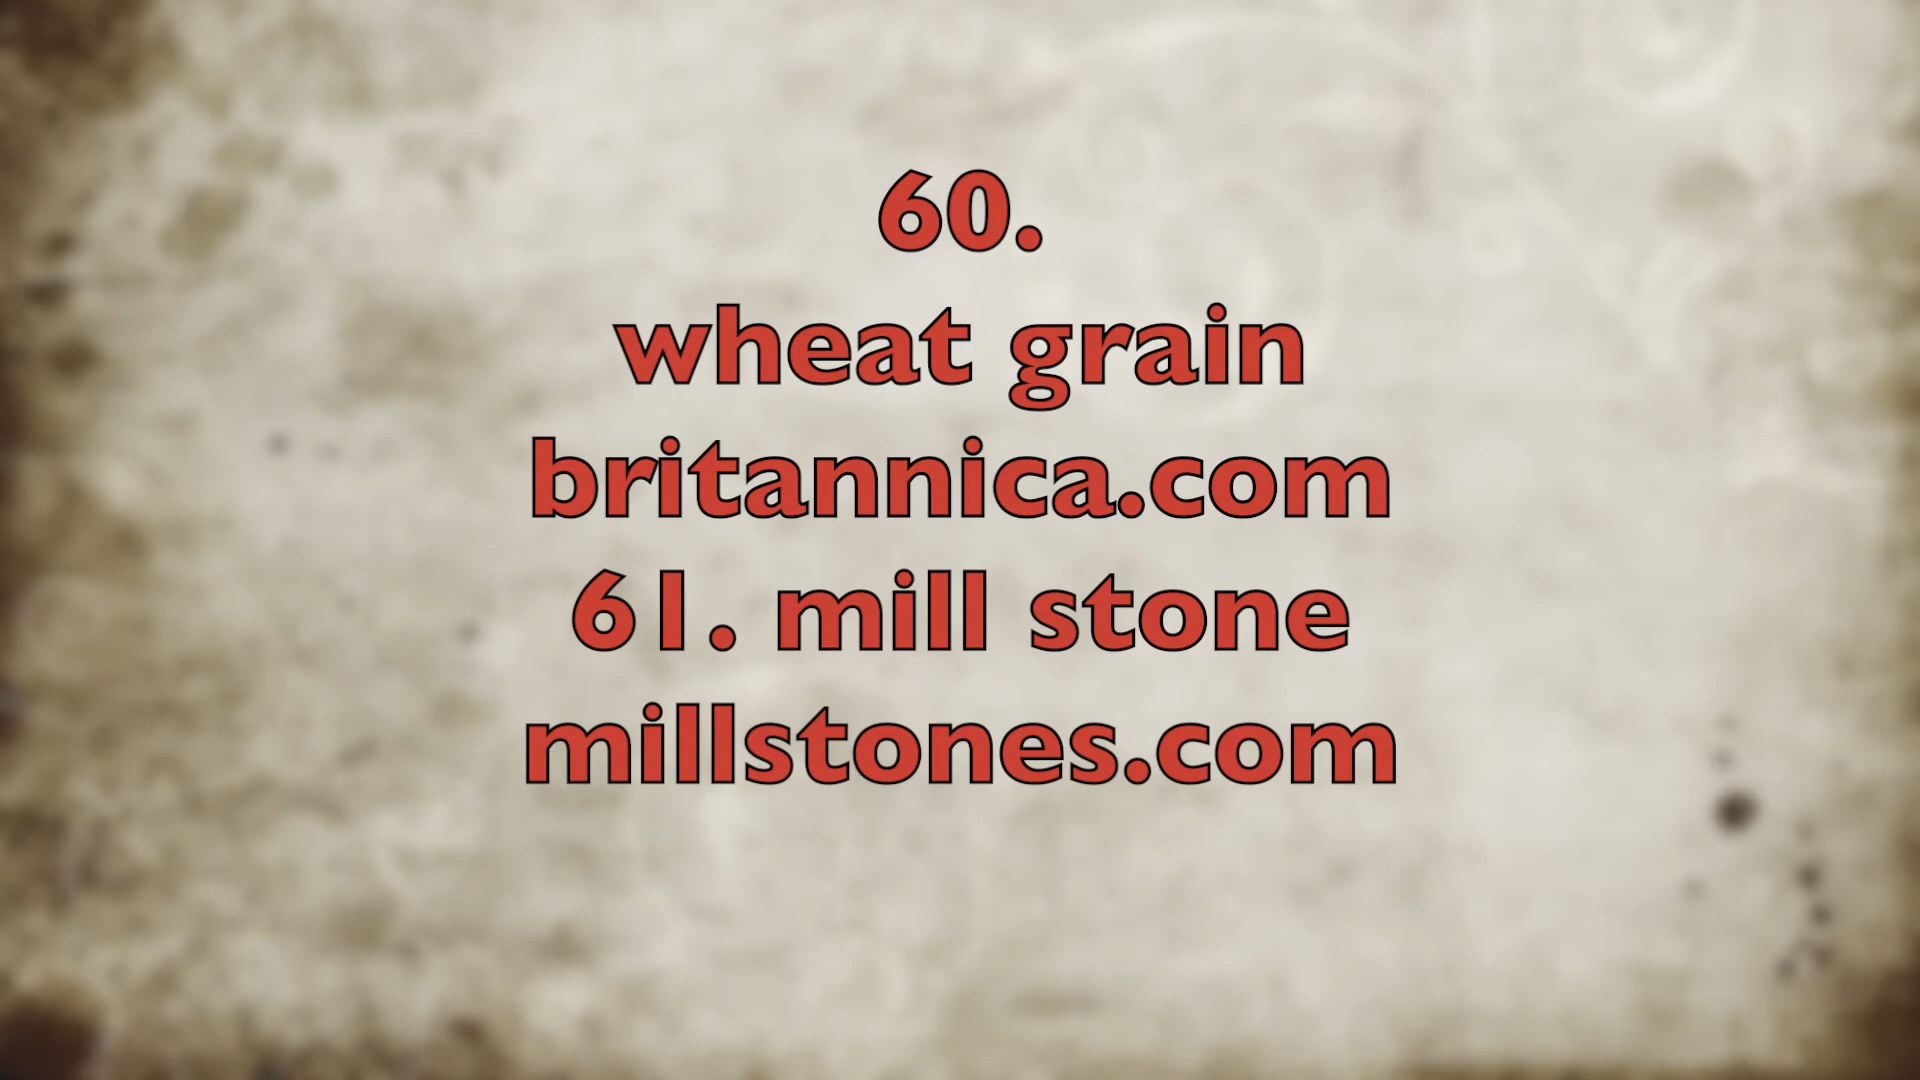 60.
wheat grain
britannica.com
61. mill stone
millstones.com